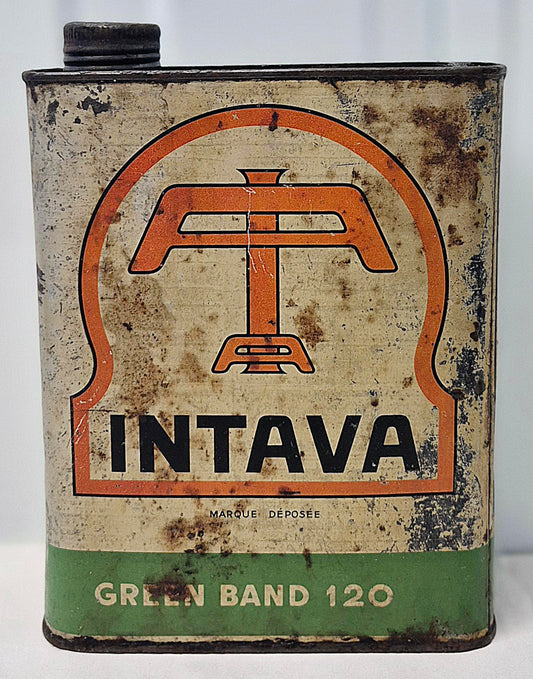 INTAVA
MARQUE DÉPOSÉE
GREEN BAND 120